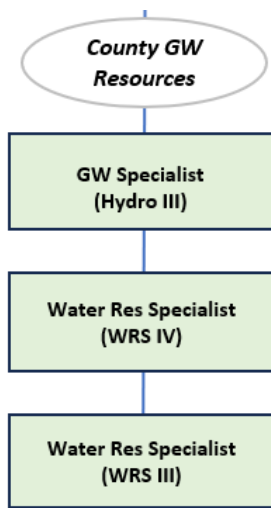 County GW
Resources
GW Specialist
(Hydro III)
Water Res Specialist
(WRS IV)
Water Res Specialist
(WRS III)